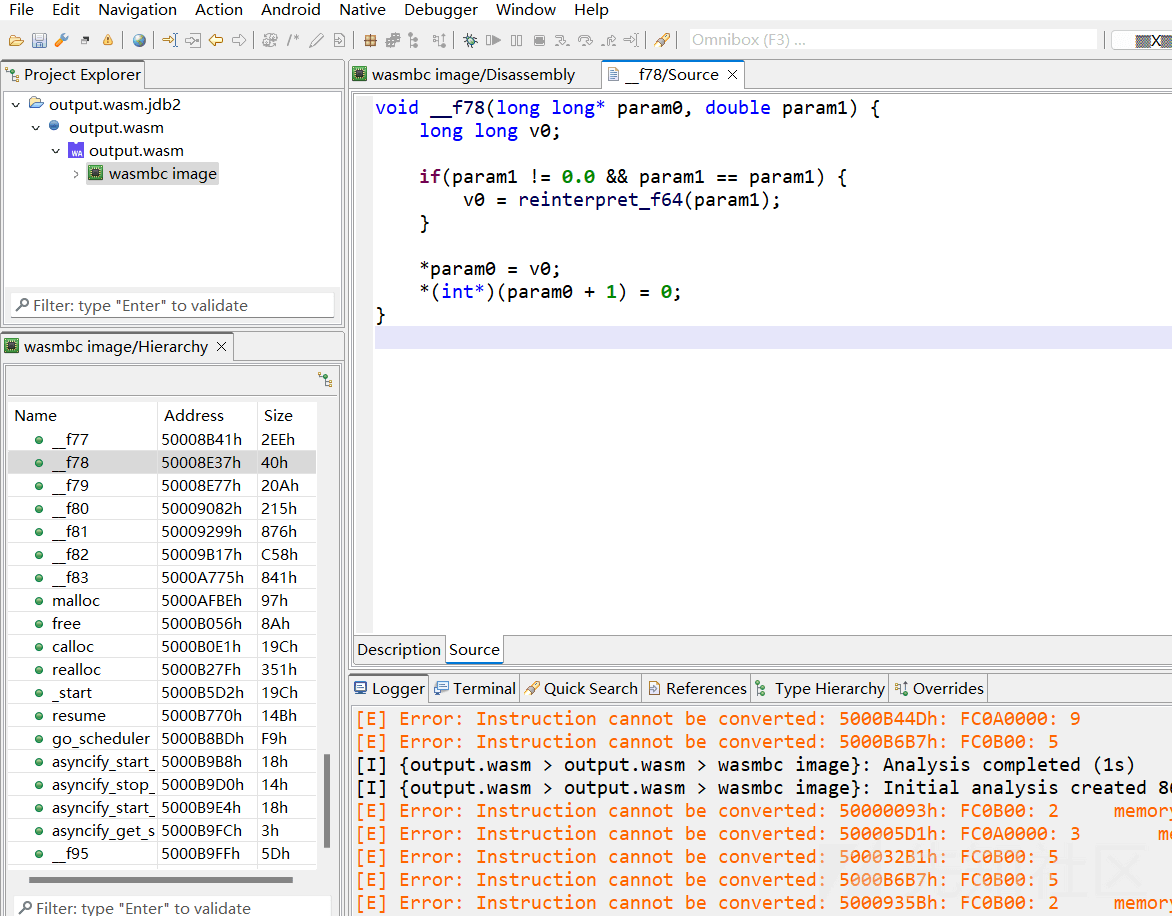 File Edit Navigation Action Android Native Debugger Window Help
Omnibox (F3) ...
Project Explorer
output.wasm.jdb2
output.wasm
output.wasm
wasmbc image
Filter: type "Enter" to validate
wasmbc image/Hierarchy
Name Address Size
__f77 50008B41h 2EEh
__f78 50008E37h 40h
__f79 50008E77h 20Ah
__f80 50009082h 215h
__f81 50009299h 876h
__f82 50009B17h C58h
__f83 5000A775h 841h
malloc 5000AFBEh 97h
free 5000B056h 8Ah
calloc 5000B0E1h 19Ch
realloc 5000B27Fh 351h
_start 5000B5D2h 19Ch
resume 5000B770h 14Bh
go_scheduler 5000B8BDh F9h
asyncify_start_ 5000B9B8h 18h
asyncify_stop_ 5000B9D0h 14h
asyncify_start_ 5000B9E4h 18h
asyncify_get_s 5000B9FCh 3h
__f95 5000B9FFh 5Dh
Filter: type "Enter" to validate
wasmbc image/Disassembly
__f78/Source
void __f78(long long* param0, double param1) {
long long v0;
if(param1 != 0.0 && param1 == param1) {
v0 = reinterpret_f64(param1);
}
*param0 = v0;
*(int*)(param0 + 1) = 0;
}
Description Source
Logger Terminal Quick Search References Type Hierarchy Overrides
[E] Error: Instruction cannot be converted: 5000B44Dh: FC0A0000: 9
[E] Error: Instruction cannot be converted: 5000B6B7h: FC0B00: 5
[I] {output.wasm > output.wasm > wasmbc image}: Analysis completed (1s)
[I] {output.wasm > output.wasm > wasmbc image}: Initial analysis created 86
[E] Error: Instruction cannot be converted: 50000093h: FC0B00: 2 memory
[E] Error: Instruction cannot be converted: 500005D1h: FC0A0000: 3 me
[E] Error: Instruction cannot be converted: 500032B1h: FC0B00: 5
[E] Error: Instruction cannot be converted: 5000B6B7h: FC0B00: 5
[E] Error: Instruction cannot be converted: 5000935Bh: FC0B00: 2 memory